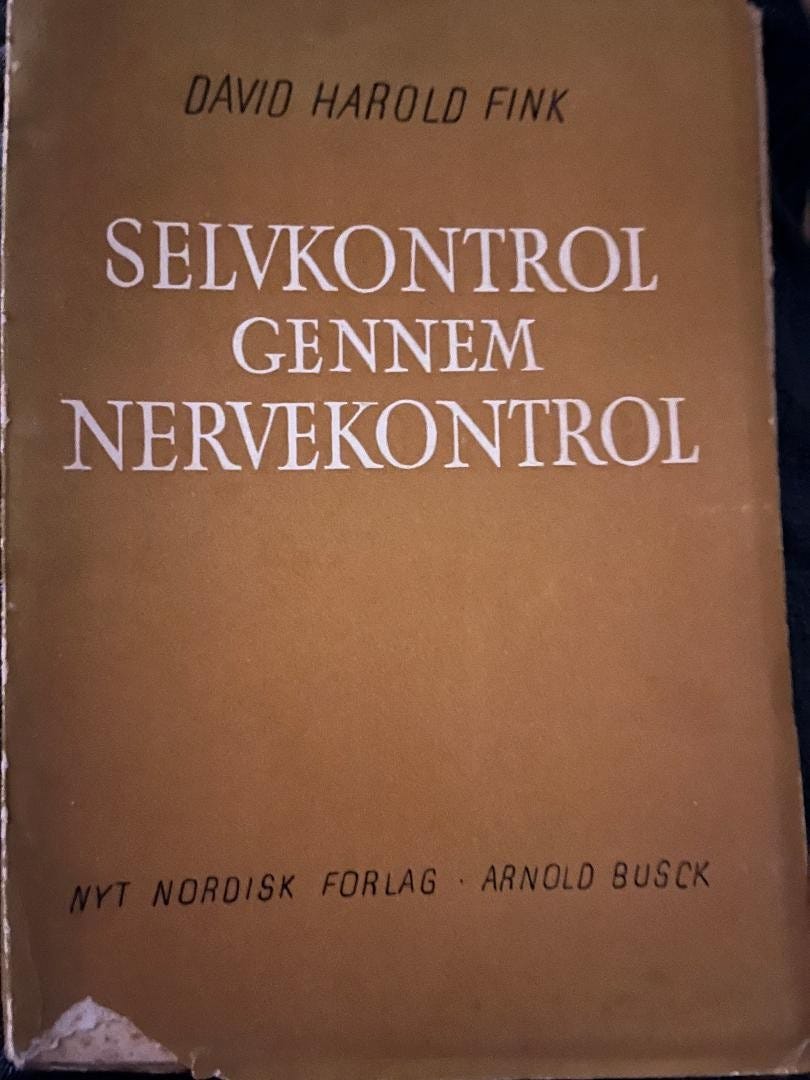 DAVID HAROLD FINK
SELVKONTROL
GENNEM
NERVEKONTROL
NYT NORDISK FORLAG · ARNOLD BUSCK